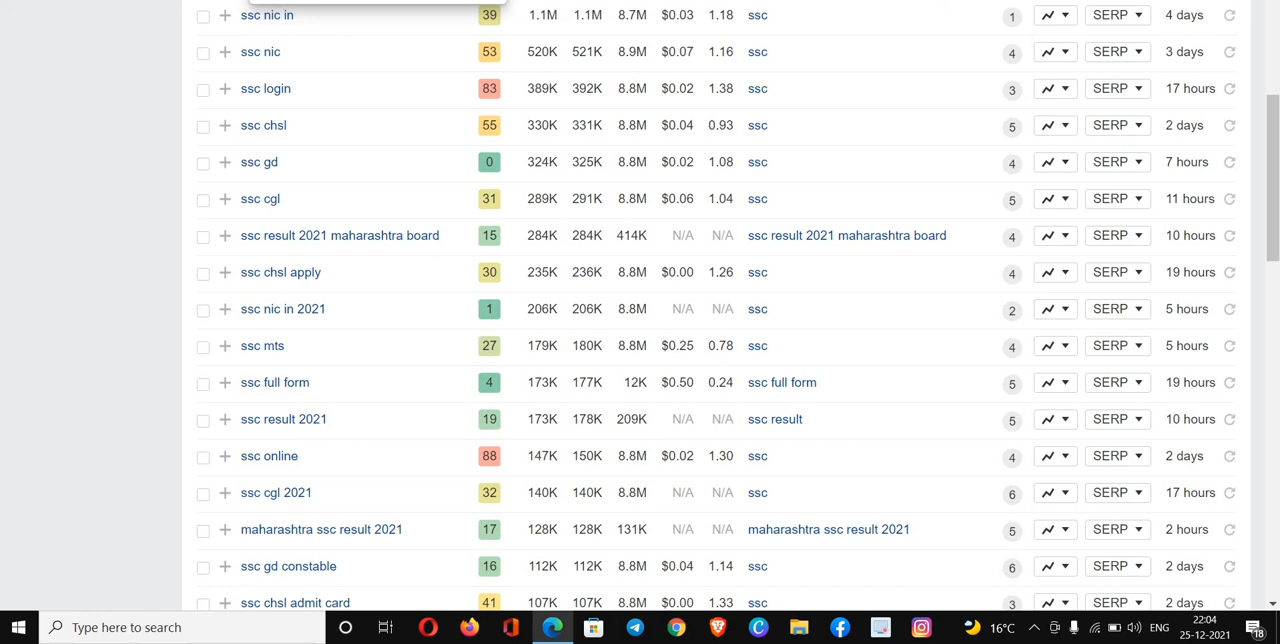 ssc nic in 39 1.1M 1.1M 8.7M $0.03 1.18 ssc 1 SERP 4 days
ssc nic 53 520K 521K 8.9M $0.07 1.16 ssc 4 SERP 3 days
ssc login 83 389K 392K 8.8M $0.02 1.38 ssc 3 SERP 17 hours
ssc chsl 55 330K 331K 8.8M $0.04 0.93 ssc 5 SERP 2 days
ssc gd 0 324K 325K 8.8M $0.02 1.08 ssc 4 SERP 7 hours
ssc cgl 31 289K 291K 8.8M $0.06 1.04 ssc 5 SERP 11 hours
ssc result 2021 maharashtra board 15 284K 284K 414K N/A N/A ssc result 2021 maharashtra board 4 SERP 10 hours
ssc chsl apply 30 235K 236K 8.8M $0.00 1.26 ssc 4 SERP 19 hours
ssc nic in 2021 1 206K 206K 8.8M N/A N/A ssc 2 SERP 5 hours
ssc mts 27 179K 180K 8.8M $0.25 0.78 ssc 4 SERP 5 hours
ssc full form 4 173K 177K 12K $0.50 0.24 ssc full form 5 SERP 19 hours
ssc result 2021 19 173K 178K 209K N/A N/A ssc result 5 SERP 10 hours
ssc online 88 147K 150K 8.8M $0.02 1.30 ssc 4 SERP 2 days
ssc cgl 2021 32 140K 140K 8.8M N/A N/A ssc 6 SERP 17 hours
maharashtra ssc result 2021 17 128K 128K 131K N/A N/A maharashtra ssc result 2021 5 SERP 2 hours
ssc gd constable 16 112K 112K 8.8M $0.04 1.14 ssc 6 SERP 2 days
ssc chsl admit card 41 107K 107K 8.8M $0.00 1.33 ssc 3 SERP 2 days
Type here to search 16°C ENG 22:04 25-12-2021 18